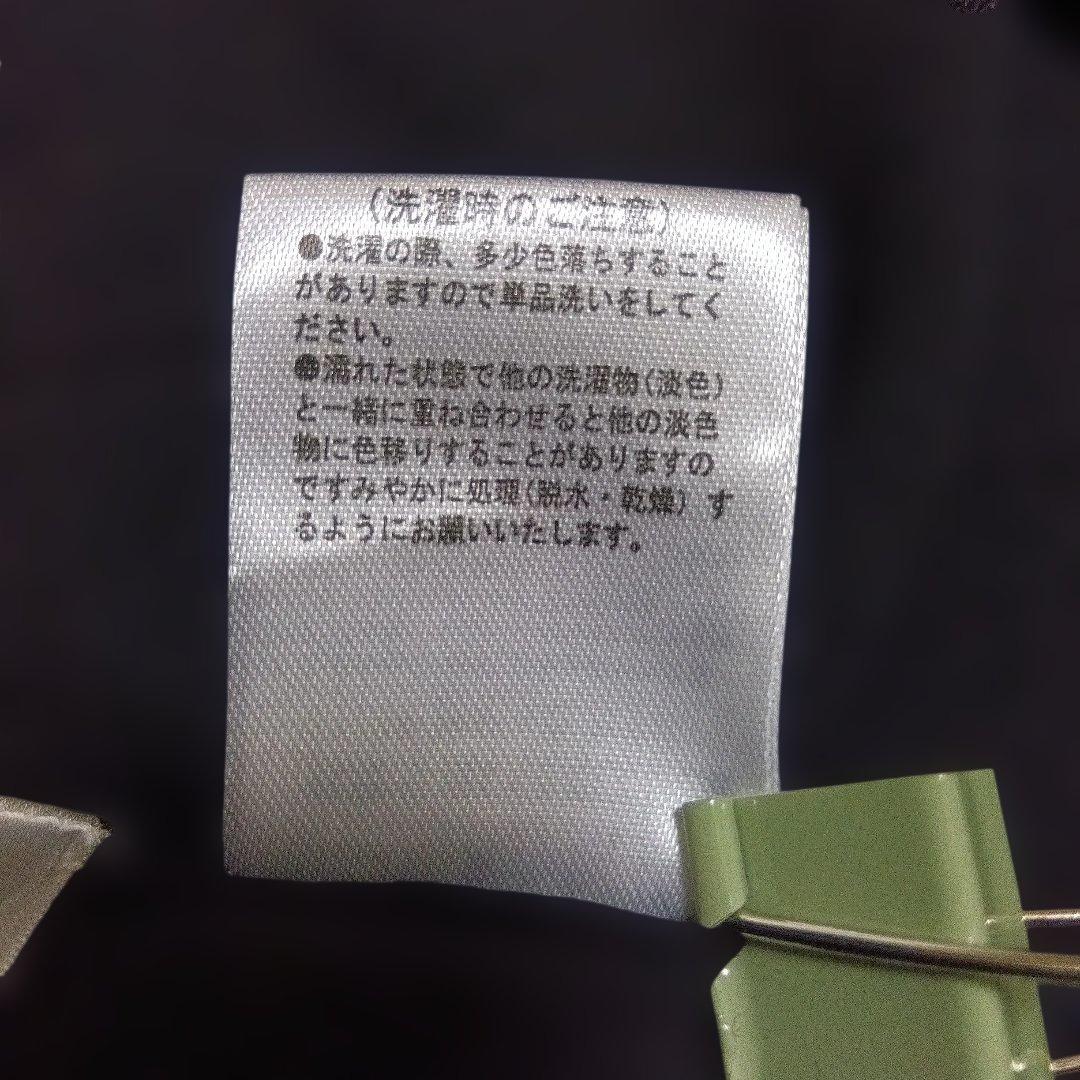 (洗濯時のご注意)
●洗濯の際、多少色落ちすること
がありますので単品洗いをしてく
ださい。
●濡れた状態で他の洗濯物(淡色)
と一緒に重ね合わせると他の淡色
物に色移りすることがありますの
ですみやかに処理(脱水・乾燥)す
るようにお願いいたします。